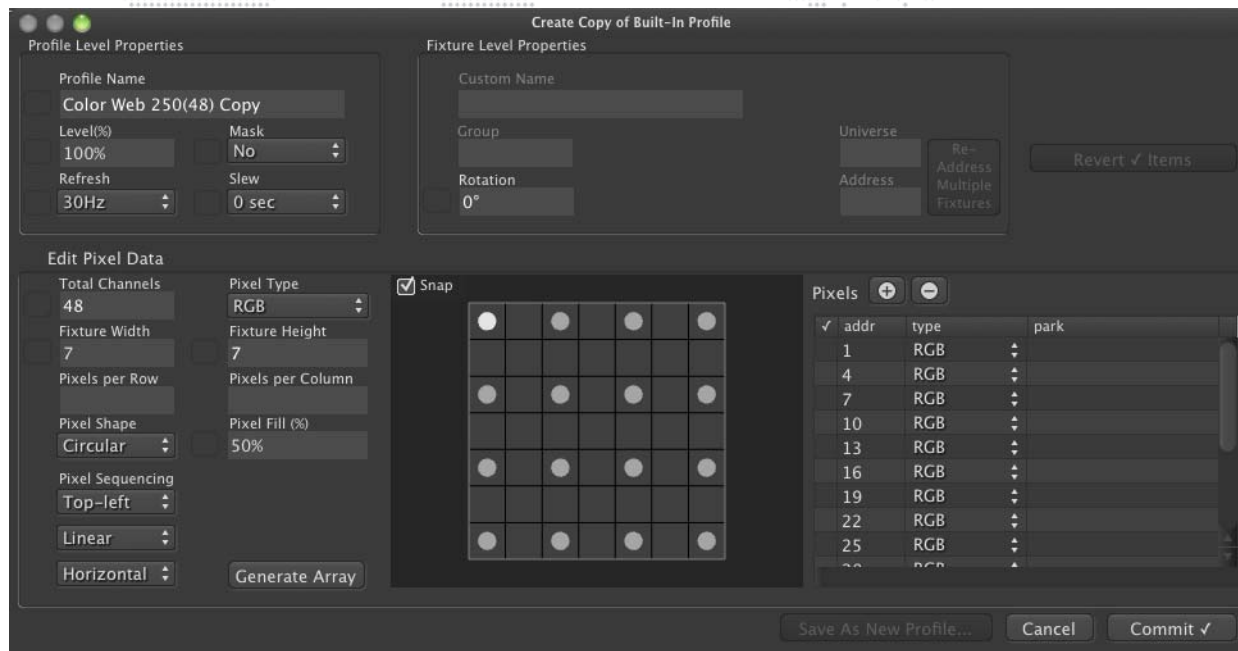 Create Copy of Built-In Profile
Profile Level Properties
Profile Name
Color Web 250(48) Copy
Level(%)
Mask
100%
No
Refresh
Slew
30Hz
0 sec
Fixture Level Properties
Custom Name
Group
Universe
Rotation
Address
0°
Re-
Address
Multiple
Fixtures
Revert ✓ Items
Edit Pixel Data
Total Channels
Pixel Type
48
RGB
Fixture Width
Fixture Height
7
7
Pixels per Row
Pixels per Column
Pixel Shape
Pixel Fill (%)
Circular
50%
Pixel Sequencing
Top-left
Linear
Horizontal
Generate Array
Snap
Pixels
✓ addr type park
1 RGB
4 RGB
7 RGB
10 RGB
13 RGB
16 RGB
19 RGB
22 RGB
25 RGB
Save As New Profile...
Cancel
Commit ✓